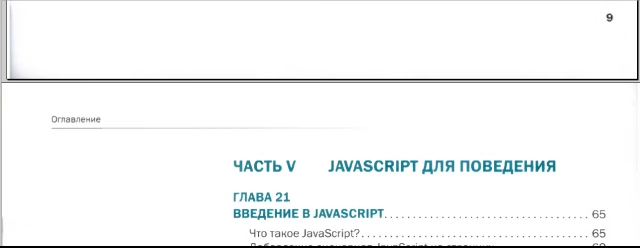 9
Оглавление
ЧАСТЬ V JAVASCRIPT ДЛЯ ПОВЕДЕНИЯ
ГЛАВА 21
ВВЕДЕНИЕ В JAVASCRIPT. . . . . . . . . . . . . . . . . . . . . . . . . . . . . . . . . . . . 65
Что такое JavaScript? . . . . . . . . . . . . . . . . . . . . . . . . . . . . . . . . . . . . . . . 65